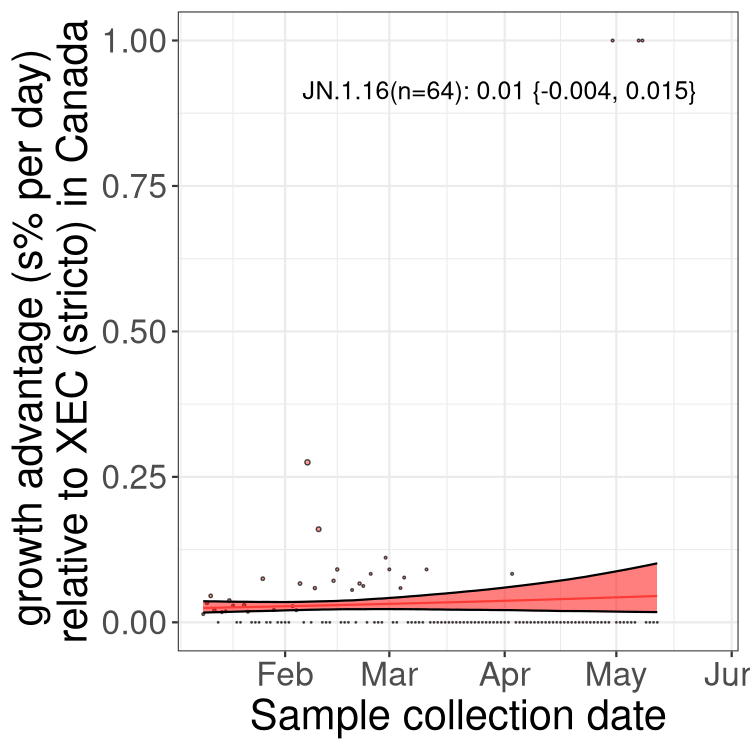 growth advantage (s% per day)
relative to XEC (stricto) in Canada
1.00
0.75
0.50
0.25
0.00
JN.1.16(n=64): 0.01 {-0.004, 0.015}
Feb Mar Apr May Jun
Sample collection date